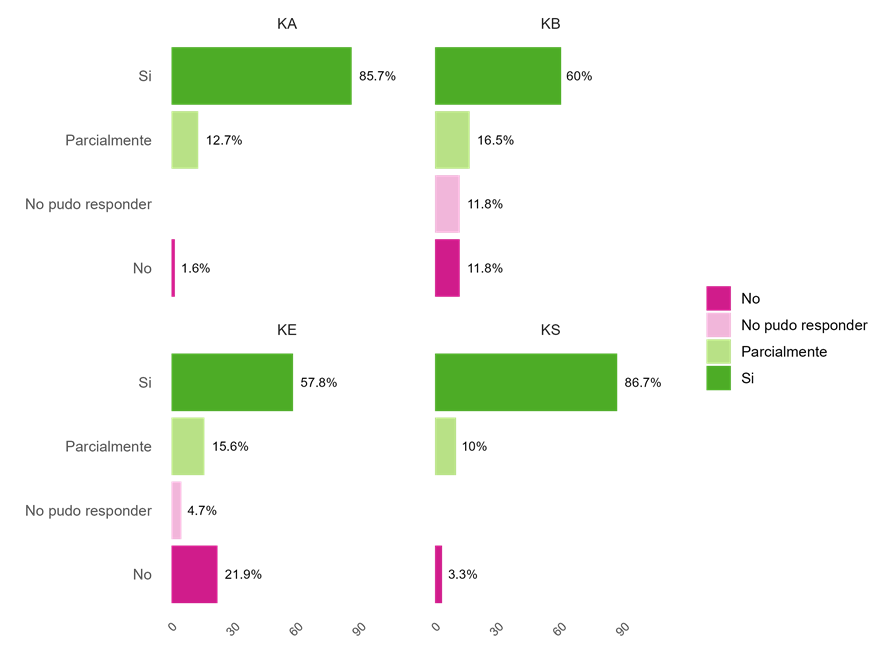 KA
KB
Si
85.7%
60%
Parcialmente
12.7%
16.5%
No pudo responder
11.8%
No
1.6%
11.8%
KE
KS
Si
57.8%
86.7%
Parcialmente
15.6%
10%
No pudo responder
4.7%
No
21.9%
3.3%
0
30
60
90
0
30
60
90
No
No pudo responder
Parcialmente
Si